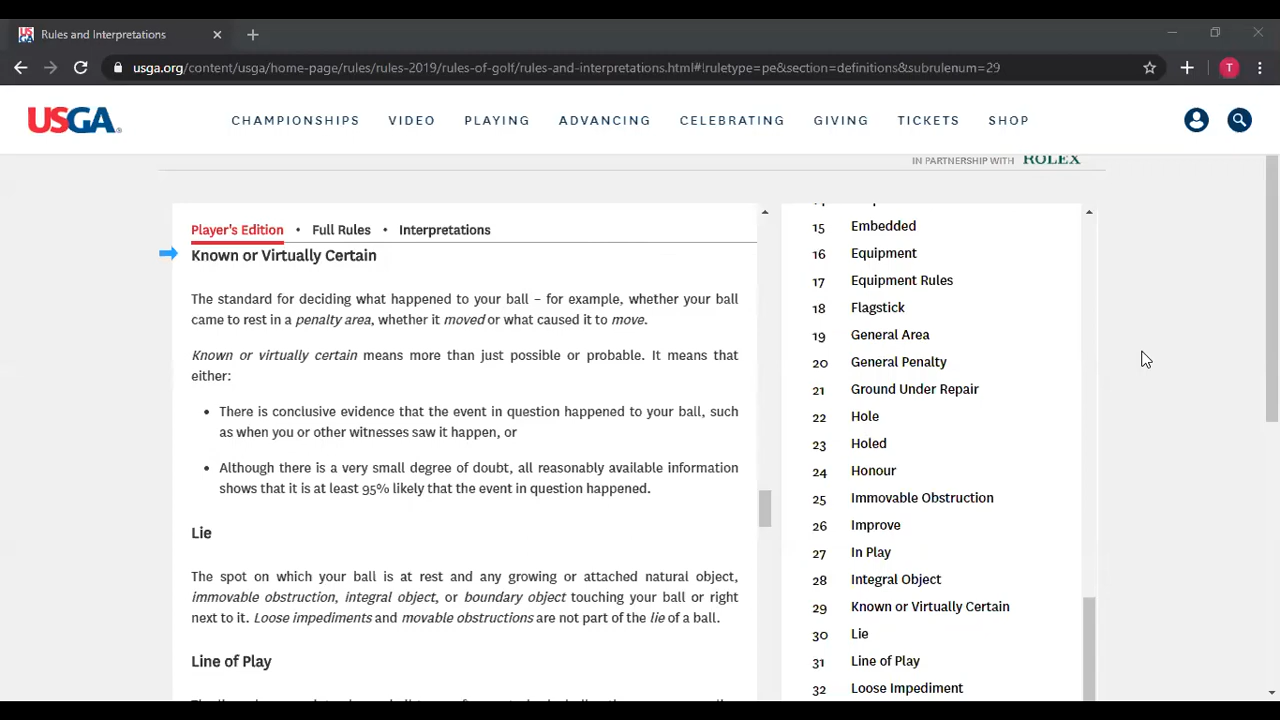 Rules and Interpretations
usga.org/content/usga/home-page/rules/rules-2019/rules-of-golf/rules-and-interpretations.html#!ruletype=pe&section=definitions&subrulenum=29
T
USGA
CHAMPIONSHIPS VIDEO PLAYING ADVANCING CELEBRATING GIVING TICKETS SHOP
IN PARTNERSHIP WITH ROLEX
Player's Edition • Full Rules • Interpretations
Known or Virtually Certain
The standard for deciding what happened to your ball – for example, whether your ball
came to rest in a penalty area, whether it moved or what caused it to move.
Known or virtually certain means more than just possible or probable. It means that
either:
• There is conclusive evidence that the event in question happened to your ball, such
as when you or other witnesses saw it happen, or
• Although there is a very small degree of doubt, all reasonably available information
shows that it is at least 95% likely that the event in question happened.
Lie
The spot on which your ball is at rest and any growing or attached natural object,
immovable obstruction, integral object, or boundary object touching your ball or right
next to it. Loose impediments and movable obstructions are not part of the lie of a ball.
Line of Play
15 Embedded
16 Equipment
17 Equipment Rules
18 Flagstick
19 General Area
20 General Penalty
21 Ground Under Repair
22 Hole
23 Holed
24 Honour
25 Immovable Obstruction
26 Improve
27 In Play
28 Integral Object
29 Known or Virtually Certain
30 Lie
31 Line of Play
32 Loose Impediment